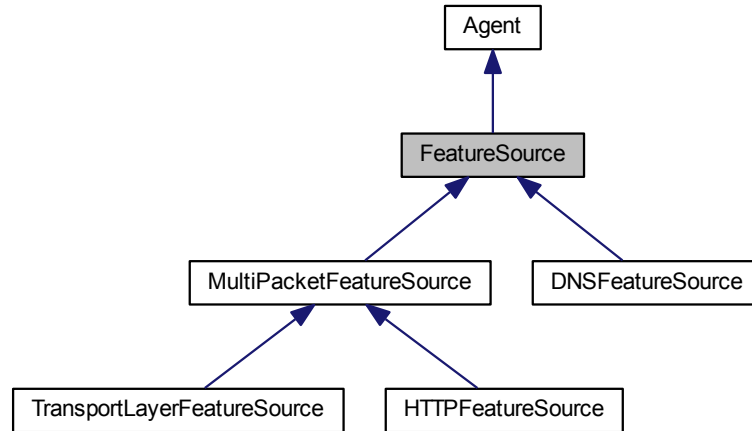 Agent
FeatureSource
MultiPacketFeatureSource
DNSFeatureSource
TransportLayerFeatureSource
HTTPFeatureSource